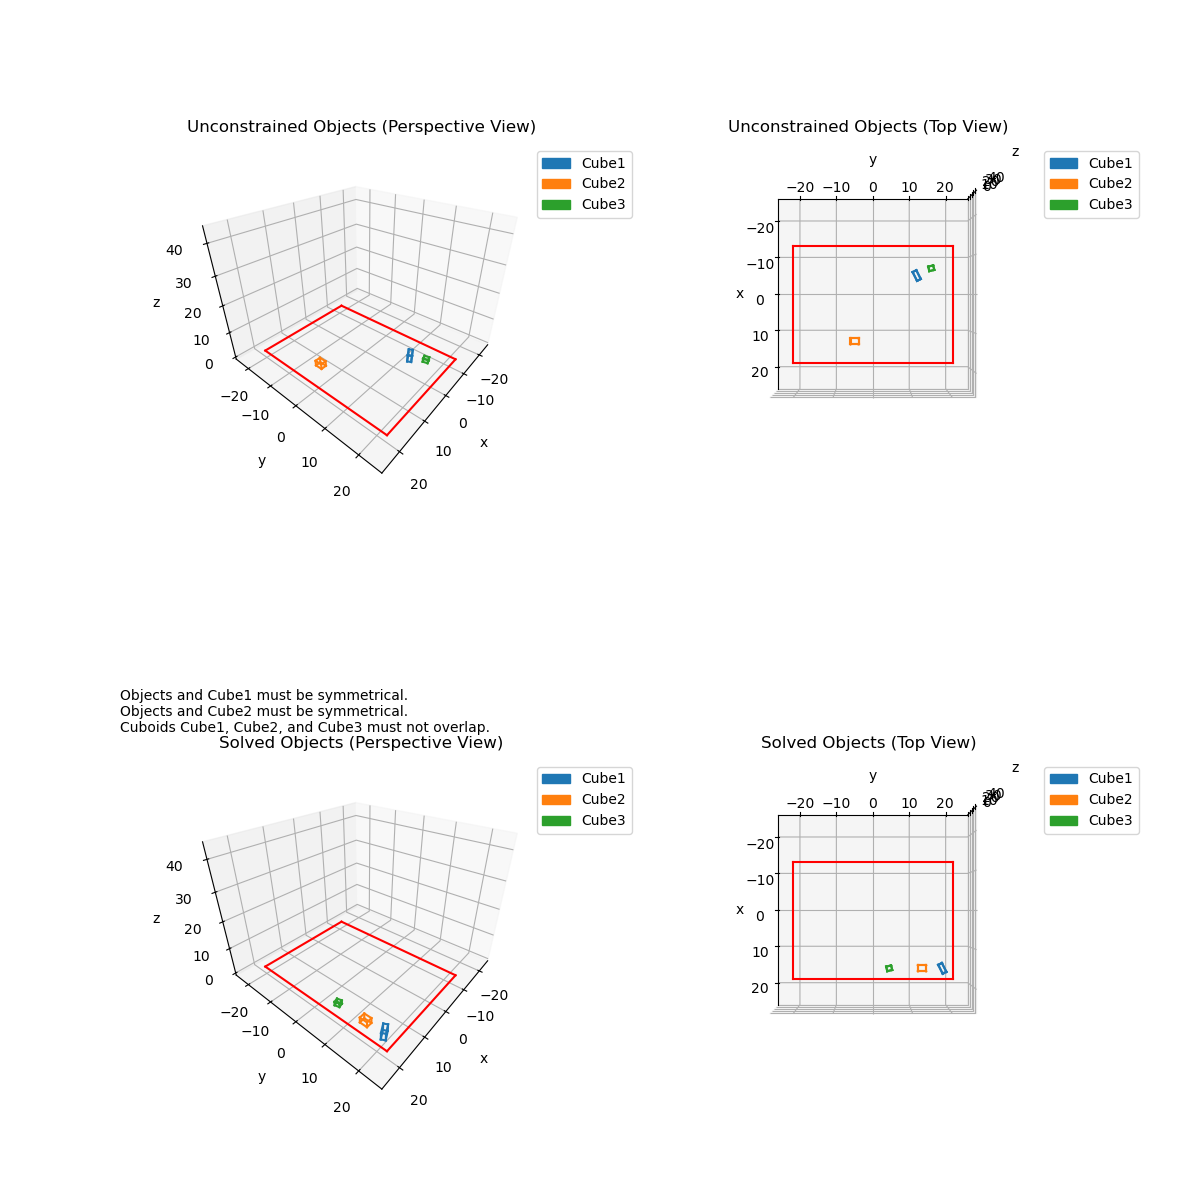 Unconstrained Objects (Perspective View)
Cube1
Cube2
Cube3
40
30
z
20
10
0
−20
−10
0
y
10
20
−20
−10
0
x
10
20
Unconstrained Objects (Top View)
z
y
Cube1
Cube2
Cube3
−20 −10 0 10 20
−20
−10
x 0
10
20
Objects and Cube1 must be symmetrical.
Objects and Cube2 must be symmetrical.
Cuboids Cube1, Cube2, and Cube3 must not overlap.
Solved Objects (Perspective View)
Cube1
Cube2
Cube3
40
30
z
20
10
0
−20
−10
0
y
10
20
−20
−10
0
x
10
20
Solved Objects (Top View)
z
y
Cube1
Cube2
Cube3
−20 −10 0 10 20
−20
−10
x 0
10
20